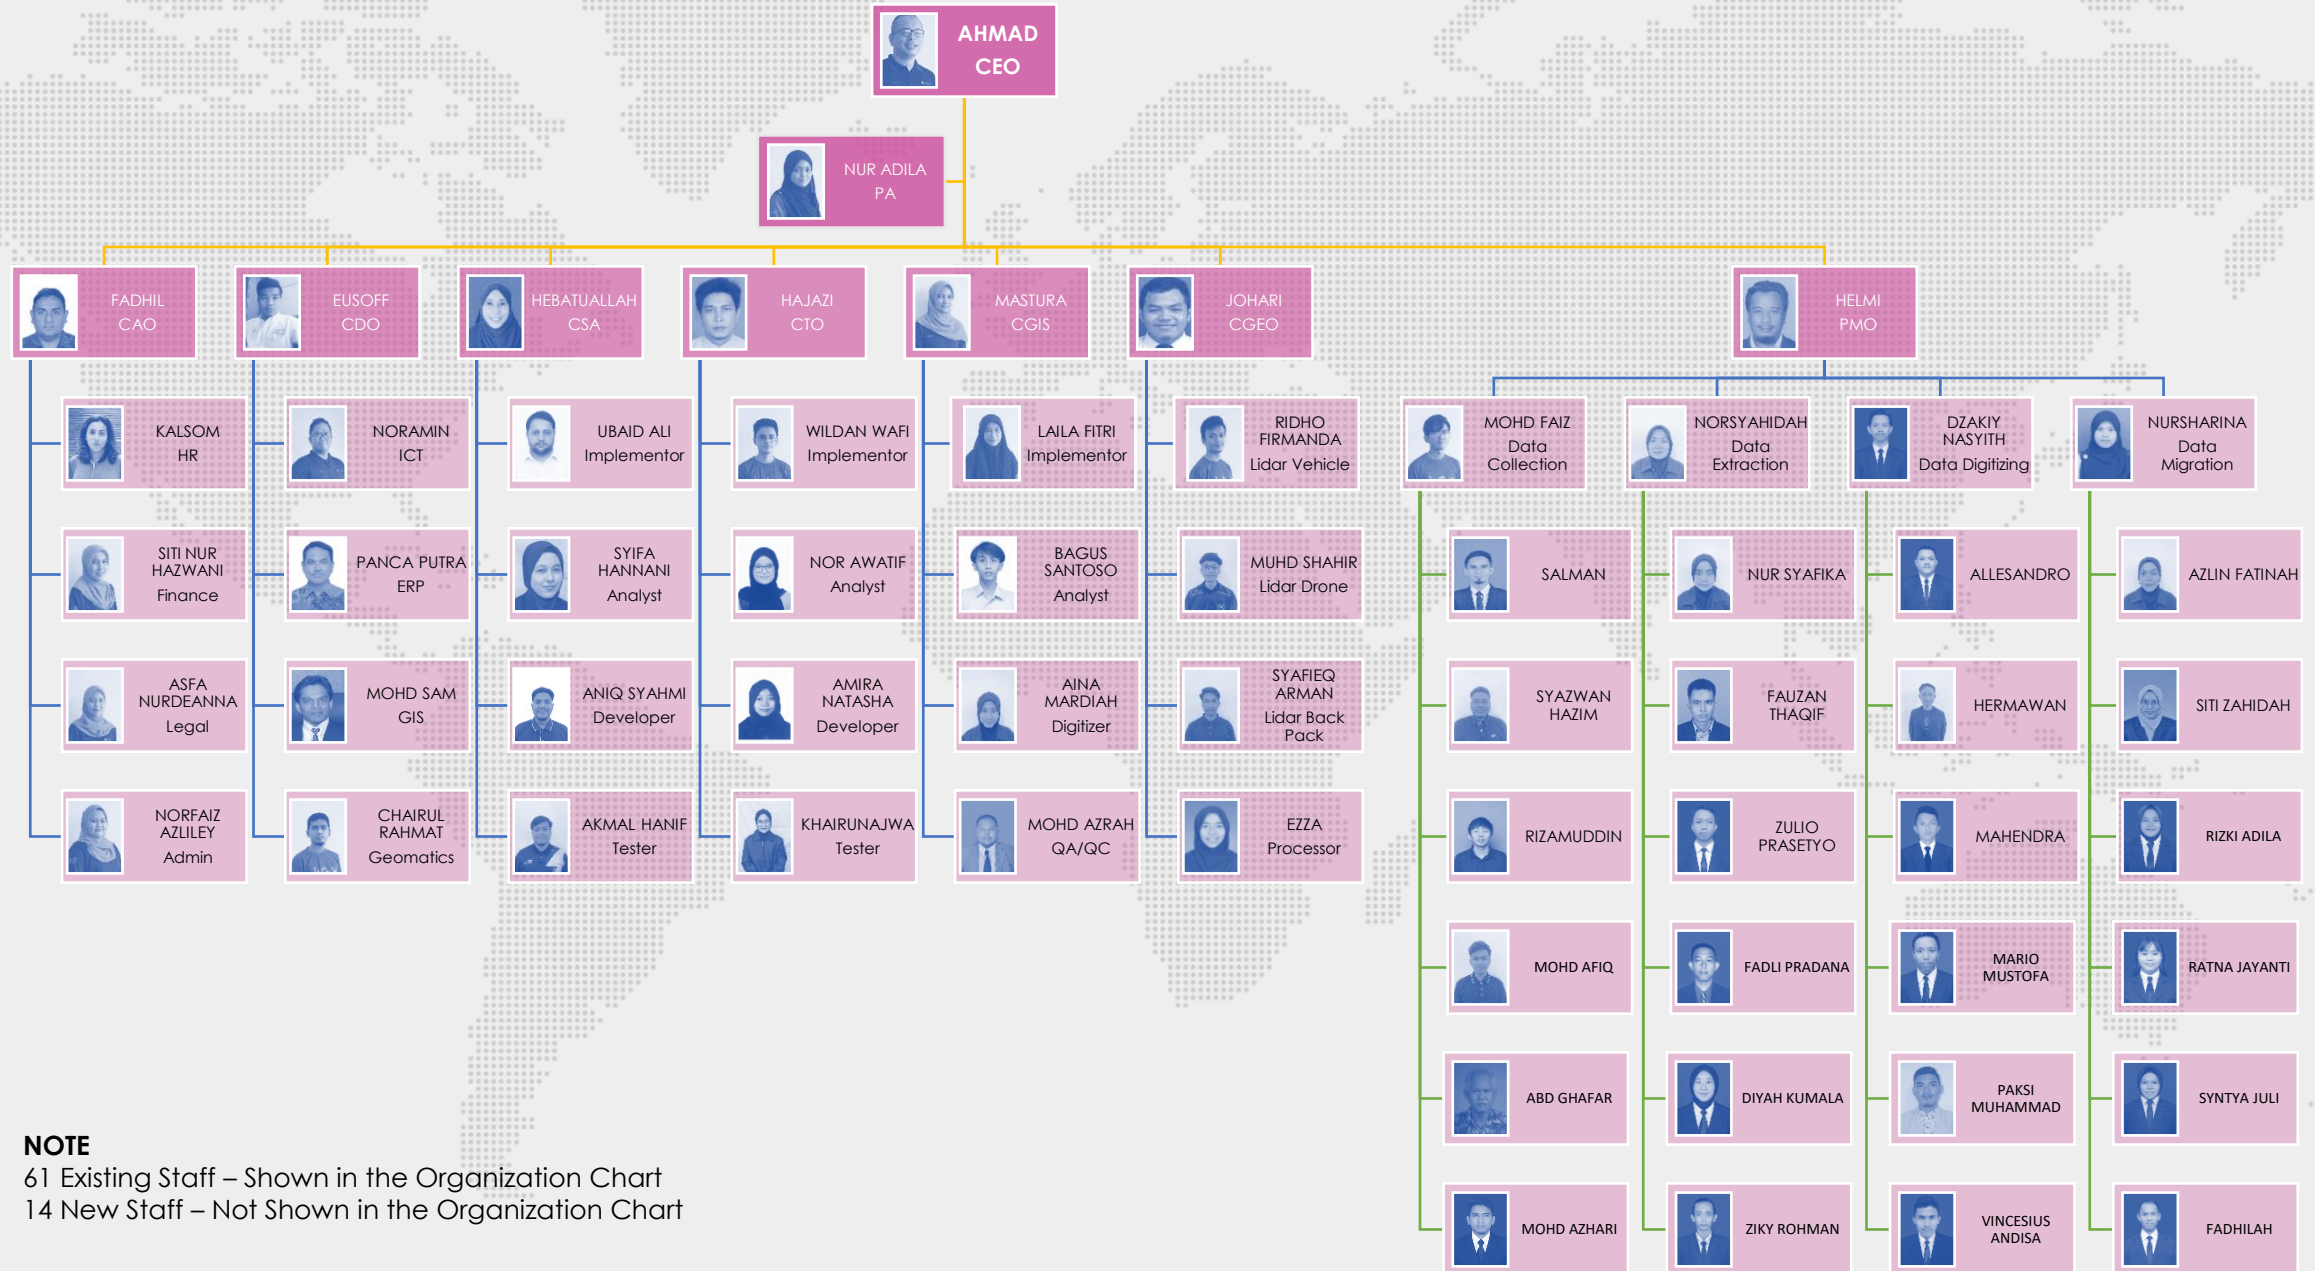 AHMAD
CEO
NUR ADILA
PA
FADHIL
CAO
EUSOFF
CDO
HEBATUALLAH
CSA
HAJAZI
CTO
MASTURA
CGIS
JOHARI
CGEO
HELMI
PMO
KALSOM
HR
NORAMIN
ICT
UBAID ALI
Implementor
WILDAN WAFI
Implementor
LAILA FITRI
Implementor
RIDHO
FIRMANDA
Lidar Vehicle
MOHD FAIZ
Data
Collection
NORSYAHIDAH
Data
Extraction
DZAKIY
NASYITH
Data Digitizing
NURSHARINA
Data
Migration
SITI NUR
HAZWANI
Finance
PANCA PUTRA
ERP
SYIFA
HANNANI
Analyst
NOR AWATIF
Analyst
BAGUS
SANTOSO
Analyst
MUHD SHAHIR
Lidar Drone
SALMAN
NUR SYAFIKA
ALLESANDRO
AZLIN FATINAH
ASFA
NURDEANNA
Legal
MOHD SAM
GIS
ANIQ SYAHMI
Developer
AMIRA
NATASHA
Developer
AINA
MARDIAH
Digitizer
SYAFIEQ
ARMAN
Lidar Back
Pack
SYAZWAN
HAZIM
FAUZAN
THAQIF
HERMAWAN
SITI ZAHIDAH
NORFAIZ
AZLILEY
Admin
CHAIRUL
RAHMAT
Geomatics
AKMAL HANIF
Tester
KHAIRUNAJWA
Tester
MOHD AZRAH
QA/QC
EZZA
Processor
RIZAMUDDIN
ZULIO
PRASETYO
MAHENDRA
RIZKI ADILA
MOHD AFIQ
FADLI PRADANA
MARIO
MUSTOFA
RATNA JAYANTI
ABD GHAFAR
DIYAH KUMALA
PAKSI
MUHAMMAD
SYNTYA JULI
MOHD AZHARI
ZIKY ROHMAN
VINCESIUS
ANDISA
FADHILAH
NOTE
61 Existing Staff – Shown in the Organization Chart
14 New Staff – Not Shown in the Organization Chart